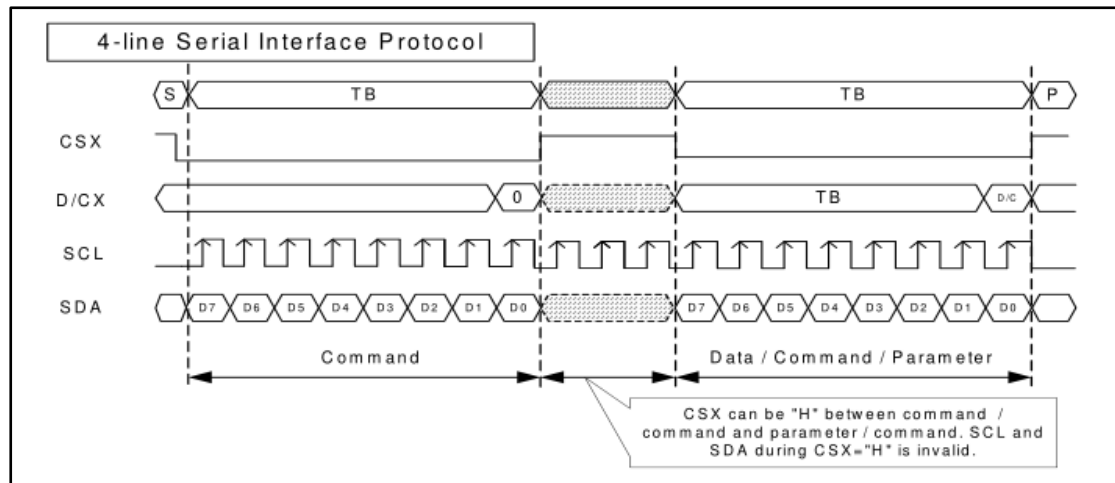 4-line Serial Interface Protocol
S TB TB P
CSX
D/CX 0 TB D/C
SCL
SDA D7 D6 D5 D4 D3 D2 D1 D0 D7 D6 D5 D4 D3 D2 D1 D0
Command Data / Command / Parameter
CSX can be "H" between command /
command and parameter / command. SCL and
SDA during CSX="H" is invalid.